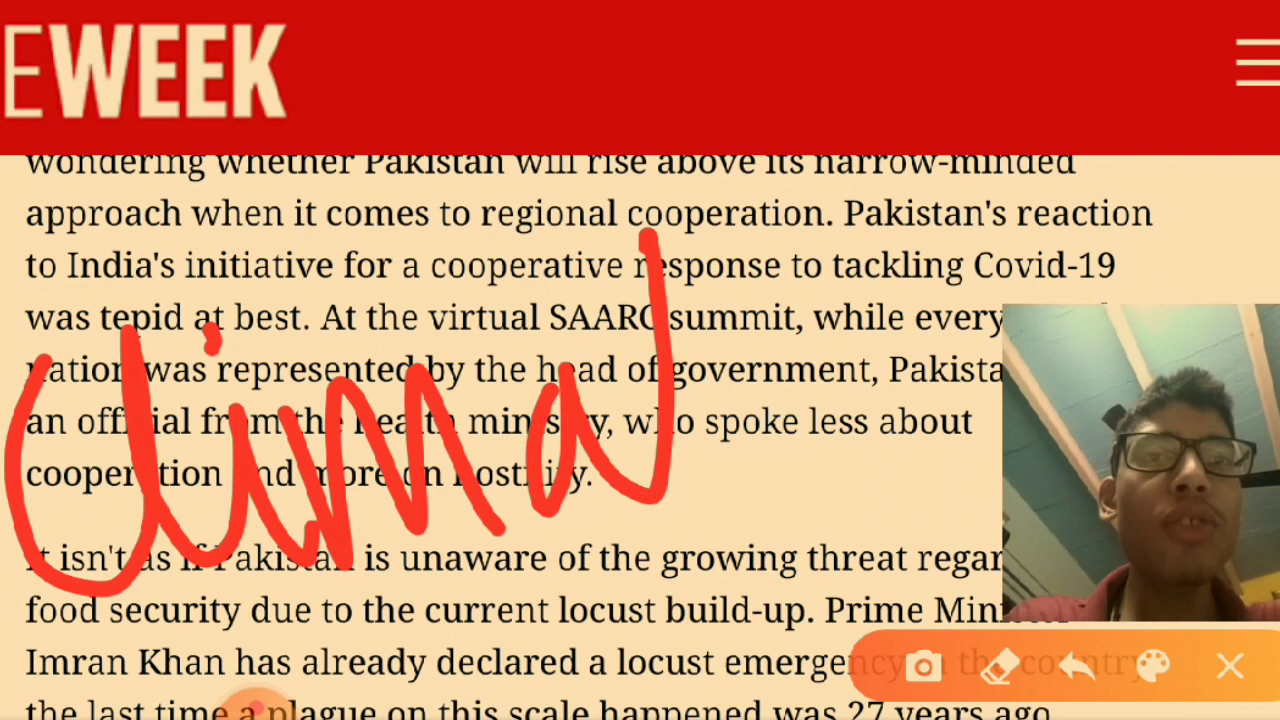 EWEEK
wondering whether Pakistan will rise above its narrow-minded
approach when it comes to regional cooperation. Pakistan's reaction
to India's initiative for a cooperative response to tackling Covid-19
was tepid at best. At the virtual SAARC summit, while every
nation was represented by the head of government, Pakista
an official from the health ministry, who spoke less about
cooperation and more on hostility.
It isn't as if Pakistan is unaware of the growing threat regar
food security due to the current locust build-up. Prime Minister
Imran Khan has already declared a locust emergency in the country
the last time a plague on this scale happened was 27 years ago